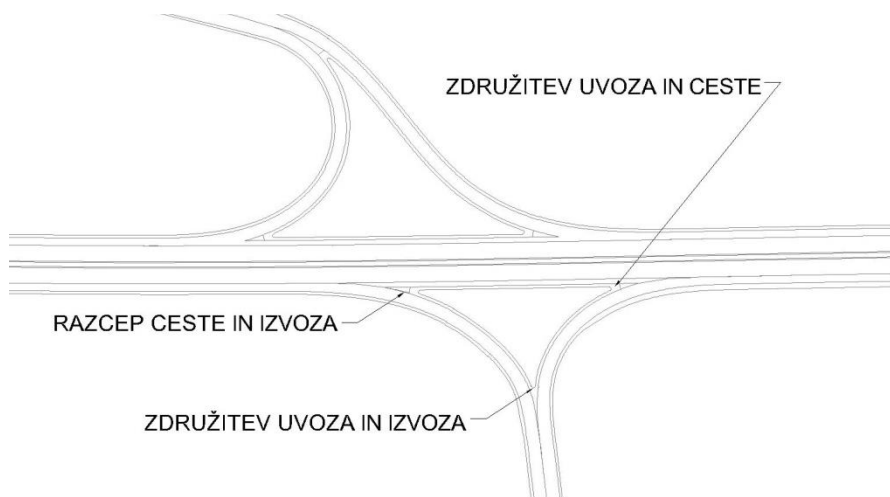 ZDRUŽITEV UVOZA IN CESTE
RAZCEP CESTE IN IZVOZA
ZDRUŽITEV UVOZA IN IZVOZA